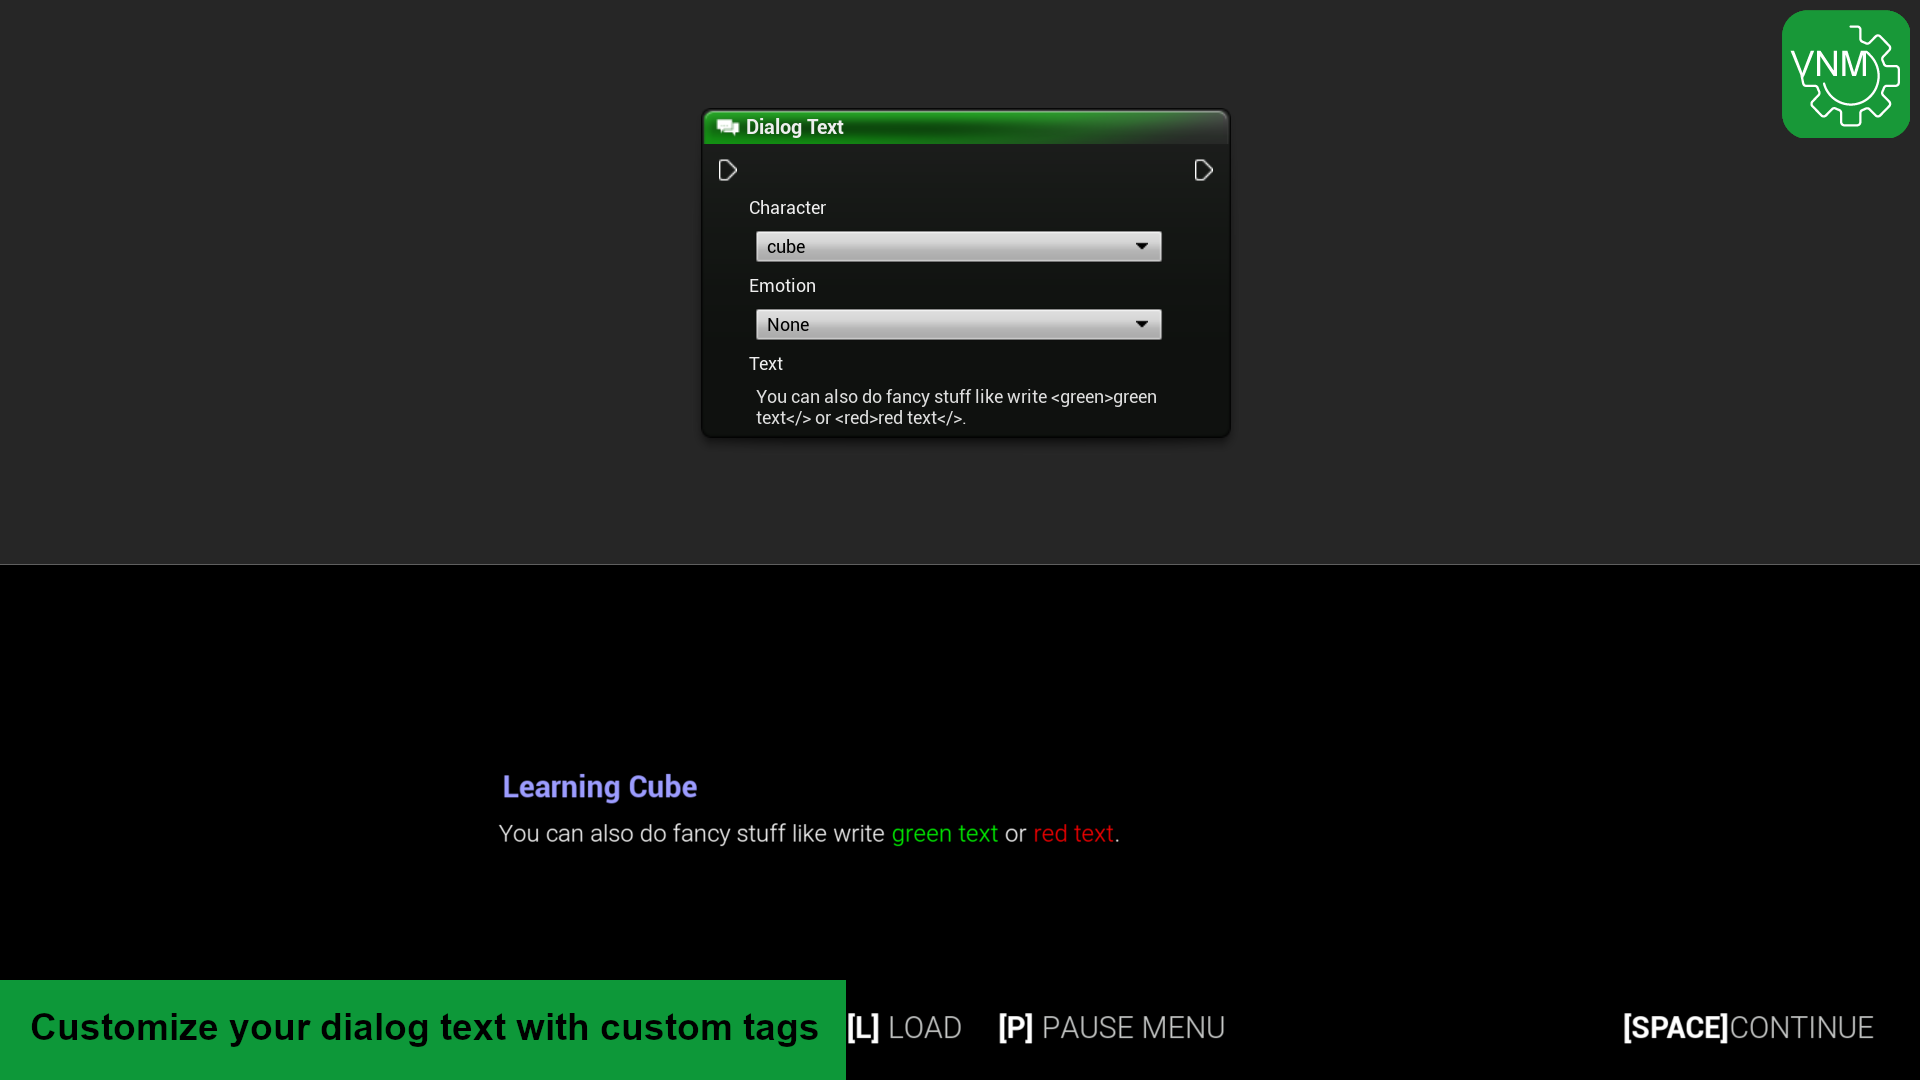 VNM
Dialog Text
Character
cube
Emotion
None
Text
You can also do fancy stuff like write <green>green
text</> or <red>red text</>.
Learning Cube
You can also do fancy stuff like write green text or red text.
Customize your dialog text with custom tags
[L] LOAD [P] PAUSE MENU [SPACE]CONTINUE